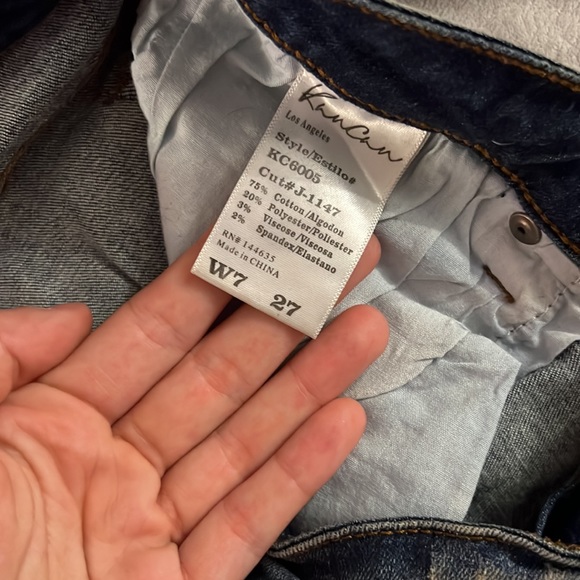 KanCan
Los Angeles
Style/Estilos
KC6005
Cut#J-1147
75% Cotton/Algodon
20% Polyester/Poliester
3% Viscose/Viscosa
2% Spandex/Elastano
RN# 144635
Made in CHINA
W7 27